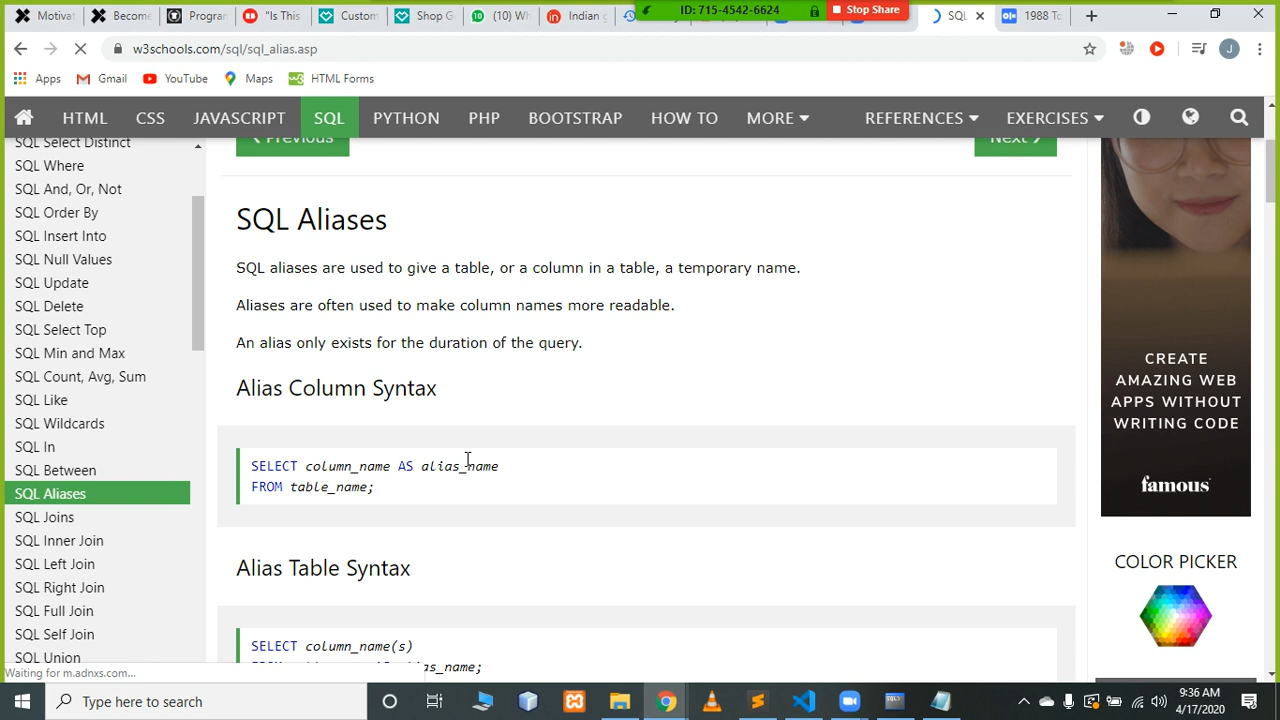 Motivat
Become
Program
"Is This
Custom
Shop G
(10) Wh
Indian g
ID: 715-4542-6624
Stop Share
SQL
1988 To
w3schools.com/sql/sql_alias.asp
J
Apps
Gmail
YouTube
Maps
HTML Forms
HTML
CSS
JAVASCRIPT
SQL
PYTHON
PHP
BOOTSTRAP
HOW TO
MORE
REFERENCES
EXERCISES
SQL Select Distinct
SQL Where
SQL And, Or, Not
SQL Order By
SQL Insert Into
SQL Null Values
SQL Update
SQL Delete
SQL Select Top
SQL Min and Max
SQL Count, Avg, Sum
SQL Like
SQL Wildcards
SQL In
SQL Between
SQL Aliases
SQL Joins
SQL Inner Join
SQL Left Join
SQL Right Join
SQL Full Join
SQL Self Join
SQL Union
Previous
Next
SQL Aliases
SQL aliases are used to give a table, or a column in a table, a temporary name.
Aliases are often used to make column names more readable.
An alias only exists for the duration of the query.
Alias Column Syntax
SELECT column_name AS alias_name
FROM table_name;
Alias Table Syntax
SELECT column_name(s)
CREATE
AMAZING WEB
APPS WITHOUT
WRITING CODE
famous
COLOR PICKER
Waiting for m.adnxs.com...
Type here to search
9:36 AM
4/17/2020